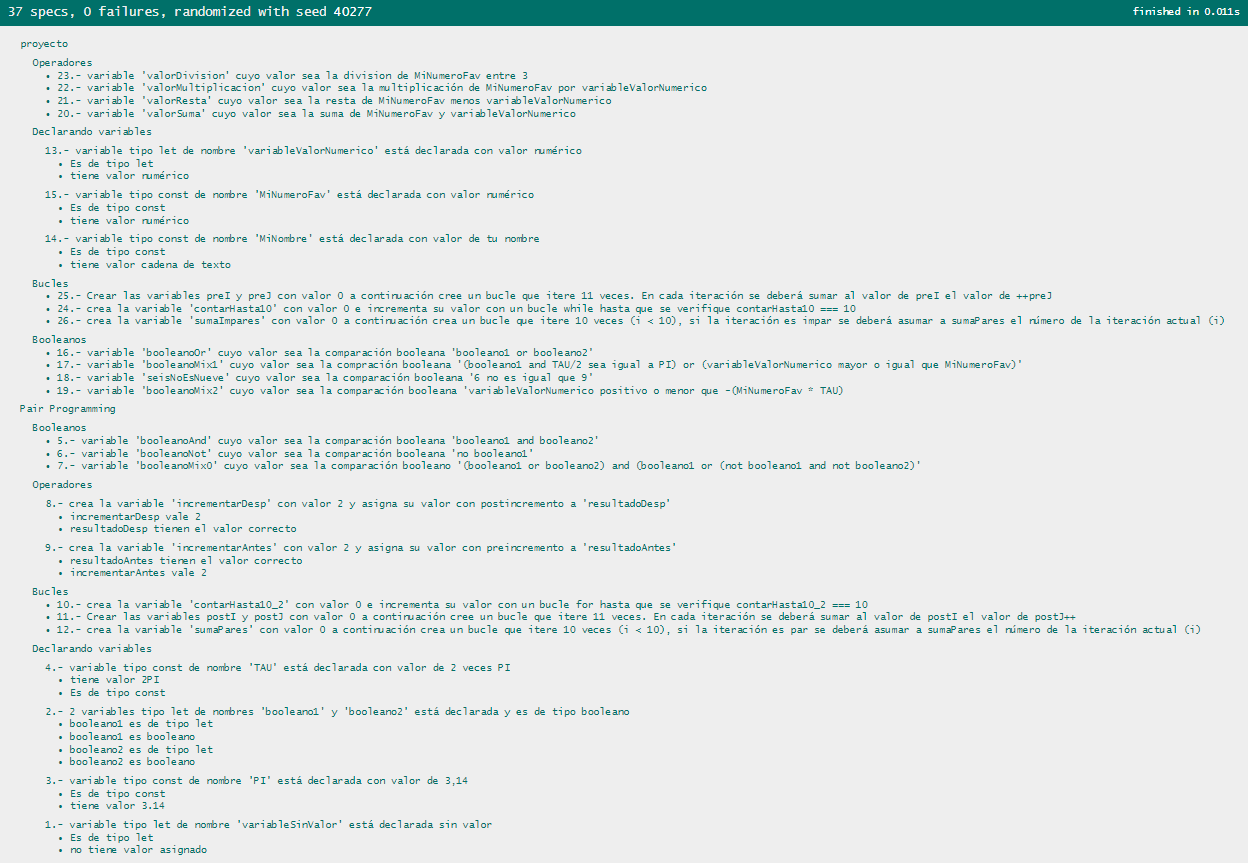 37 specs, 0 failures, randomized with seed 40277
finished in 0.011s
proyecto
Operadores
• 23.- variable 'valorDivision' cuyo valor sea la division de MiNumeroFav entre 3
• 22.- variable 'valorMultiplicacion' cuyo valor sea la multiplicación de MiNumeroFav por variableValorNumerico
• 21.- variable 'valorResta' cuyo valor sea la resta de MiNumeroFav menos variableValorNumerico
• 20.- variable 'valorSuma' cuyo valor sea la suma de MiNumeroFav y variableValorNumerico
Declarando variables
13.- variable tipo let de nombre 'variableValorNumerico' está declarada con valor numérico
• Es de tipo let
• tiene valor numérico
15.- variable tipo const de nombre 'MiNumeroFav' está declarada con valor numérico
• Es de tipo const
• tiene valor numérico
14.- variable tipo const de nombre 'MiNombre' está declarada con valor de tu nombre
• Es de tipo const
• tiene valor cadena de texto
Bucles
• 25.- Crear las variables preI y preJ con valor 0 a continuación cree un bucle que itere 11 veces. En cada iteración se deberá sumar al valor de preI el valor de ++preJ
• 24.- crea la variable 'contarHasta10' con valor 0 e incrementa su valor con un bucle while hasta que se verifique contarHasta10 === 10
• 26.- crea la variable 'sumaImpares' con valor 0 a continuación crea un bucle que itere 10 veces (i < 10), si la iteración es impar se deberá asumar a sumaPares el número de la iteración actual (i)
Booleanos
• 16.- variable 'booleanoOr' cuyo valor sea la comparación booleana 'booleano1 or booleano2'
• 17.- variable 'booleanoMix1' cuyo valor sea la compración booleana '(booleano1 and TAU/2 sea igual a PI) or (variableValorNumerico mayor o igual que MiNumeroFav)'
• 18.- variable 'seisNoEsNueve' cuyo valor sea la comparación booleana '6 no es igual que 9'
• 19.- variable 'booleanoMix2' cuyo valor sea la comparación booleana 'variableValorNumerico positivo o menor que -(MiNumeroFav * TAU)
Pair Programming
Booleanos
• 5.- variable 'booleanoAnd' cuyo valor sea la comparación booleana 'booleano1 and booleano2'
• 6.- variable 'booleanoNot' cuyo valor sea la comparación booleana 'no booleano1'
• 7.- variable 'booleanoMix0' cuyo valor sea la comparación booleano '(booleano1 or booleano2) and (booleano1 or (not booleano1 and not booleano2)'
Operadores
8.- crea la variable 'incrementarDesp' con valor 2 y asigna su valor con postincremento a 'resultadoDesp'
• incrementarDesp vale 2
• resultadoDesp tienen el valor correcto
9.- crea la variable 'incrementarAntes' con valor 2 y asigna su valor con preincremento a 'resultadoAntes'
• resultadoAntes tienen el valor correcto
• incrementarAntes vale 2
Bucles
• 10.- crea la variable 'contarHasta10_2' con valor 0 e incrementa su valor con un bucle for hasta que se verifique contarHasta10_2 === 10
• 11.- Crear las variables postI y postJ con valor 0 a continuación cree un bucle que itere 11 veces. En cada iteración se deberá sumar al valor de postI el valor de postJ++
• 12.- crea la variable 'sumaPares' con valor 0 a continuación crea un bucle que itere 10 veces (i < 10), si la iteración es par se deberá asumar a sumaPares el número de la iteración actual (i)
Declarando variables
4.- variable tipo const de nombre 'TAU' está declarada con valor de 2 veces PI
• tiene valor 2PI
• Es de tipo const
2.- 2 variables tipo let de nombres 'booleano1' y 'booleano2' está declarada y es de tipo booleano
• booleano1 es de tipo let
• booleano1 es booleano
• booleano2 es de tipo let
• booleano2 es booleano
3.- variable tipo const de nombre 'PI' está declarada con valor de 3,14
• Es de tipo const
• tiene valor 3.14
1.- variable tipo let de nombre 'variableSinValor' está declarada sin valor
• Es de tipo let
• no tiene valor asignado